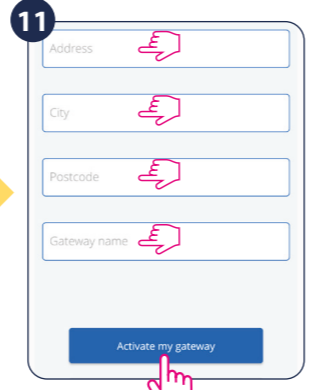 11
Address
City
Postcode
Gateway name
Activate my gateway